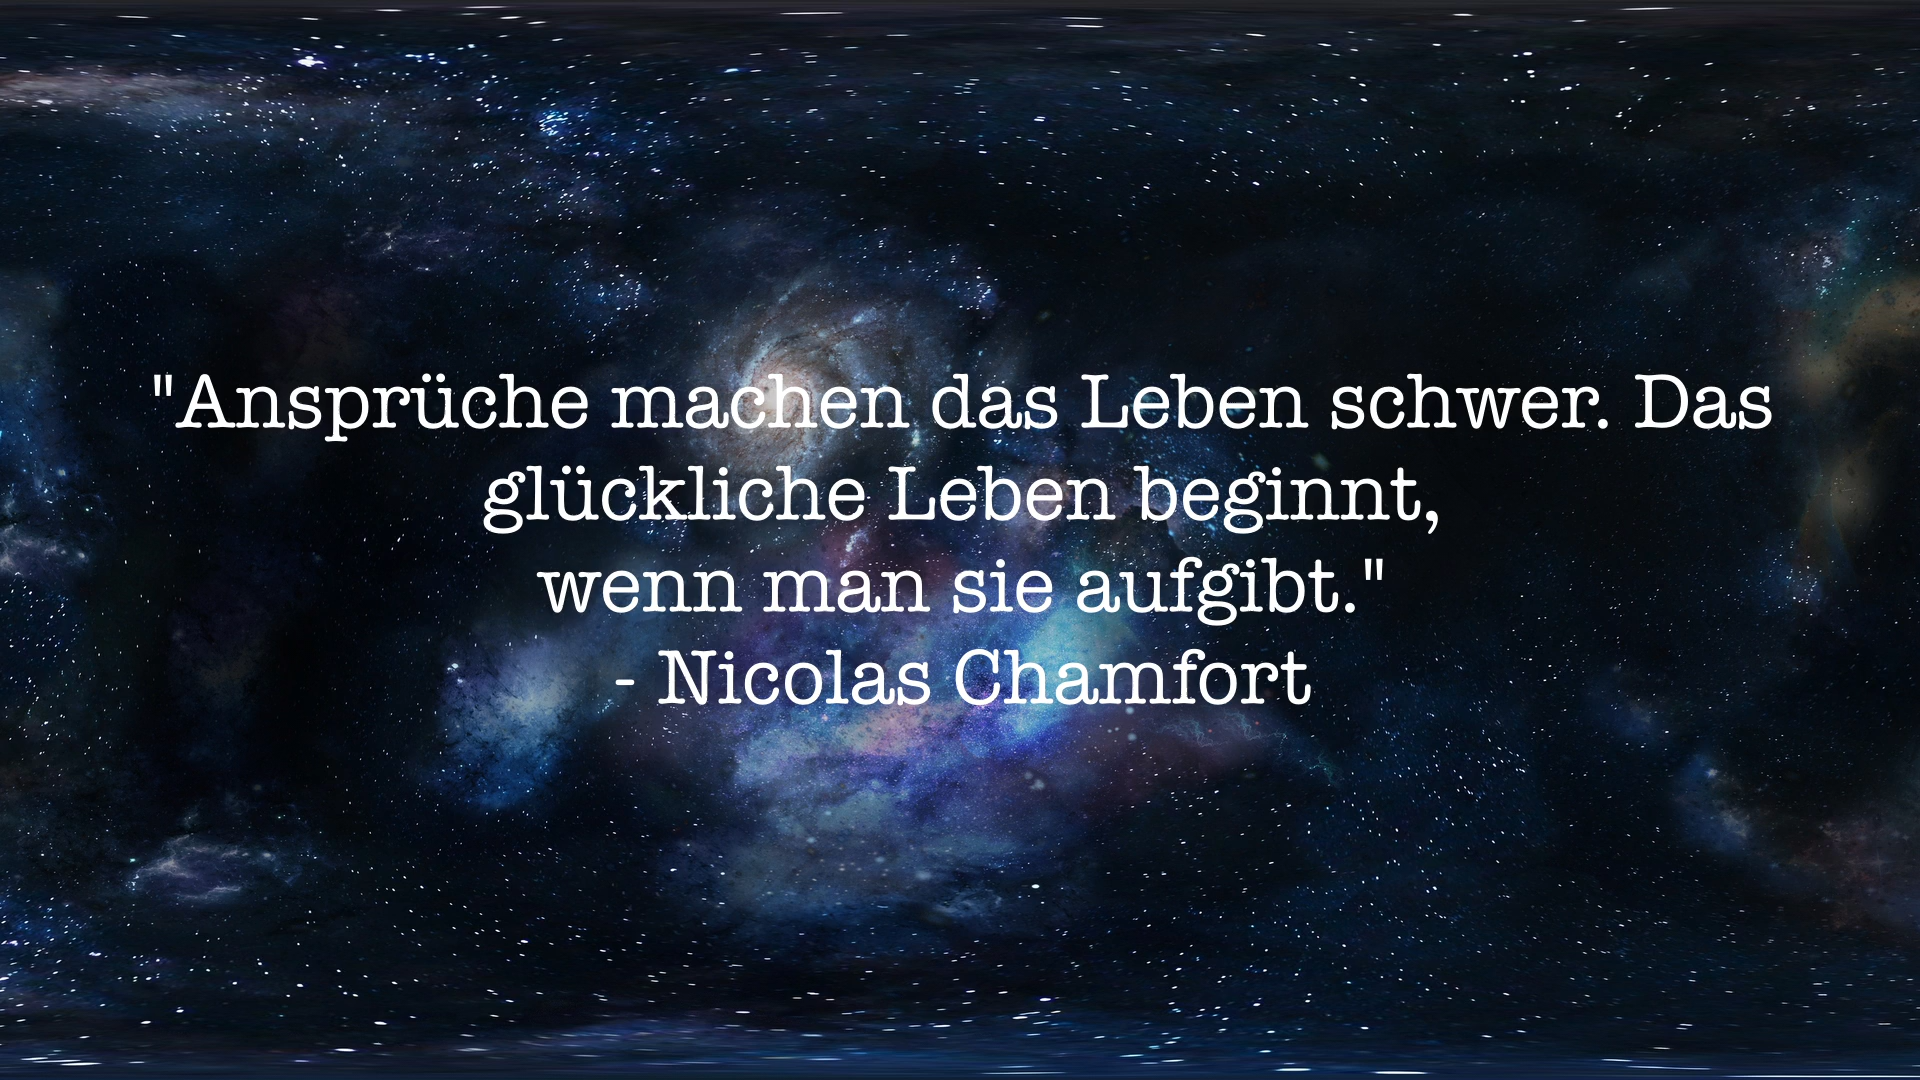 "Ansprüche machen das Leben schwer. Das
glückliche Leben beginnt,
wenn man sie aufgibt."
- Nicolas Chamfort